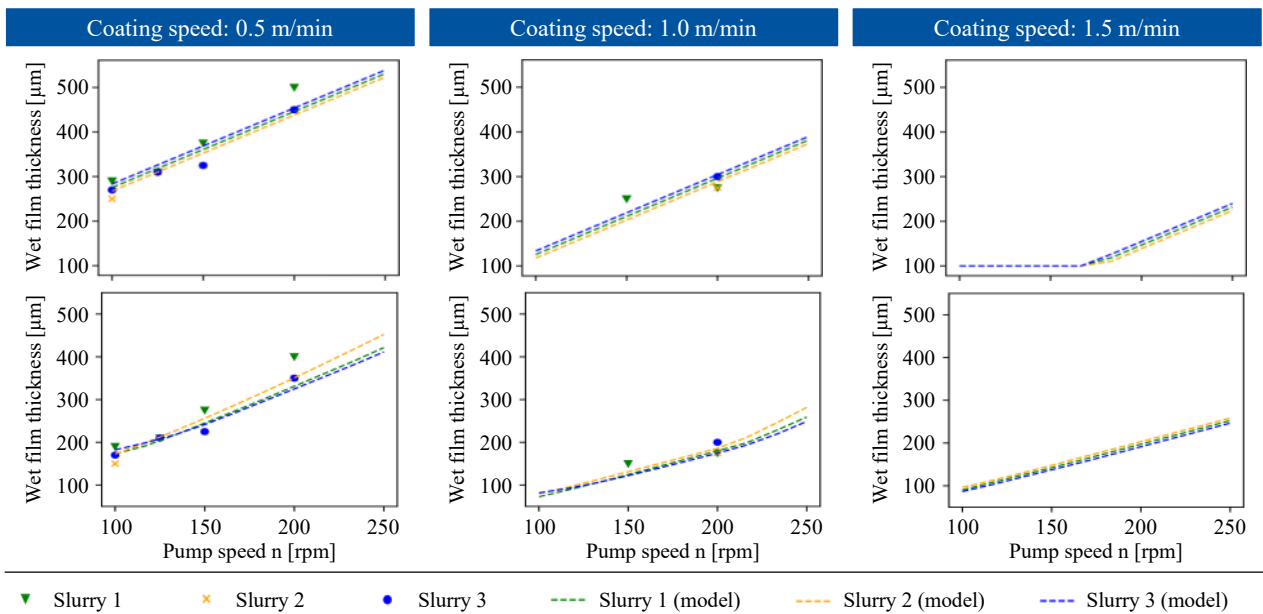 Coating speed: 0.5 m/min
Coating speed: 1.0 m/min
Coating speed: 1.5 m/min
Wet film thickness [µm]
500
400
300
200
100
Wet film thickness [µm]
500
400
300
200
100
Wet film thickness [µm]
500
400
300
200
100
Wet film thickness [µm]
500
400
300
200
100
100 150 200 250
Pump speed n [rpm]
Wet film thickness [µm]
500
400
300
200
100
100 150 200 250
Pump speed n [rpm]
Wet film thickness [µm]
500
400
300
200
100
100 150 200 250
Pump speed n [rpm]
Slurry 1 Slurry 2 Slurry 3 Slurry 1 (model) Slurry 2 (model) Slurry 3 (model)